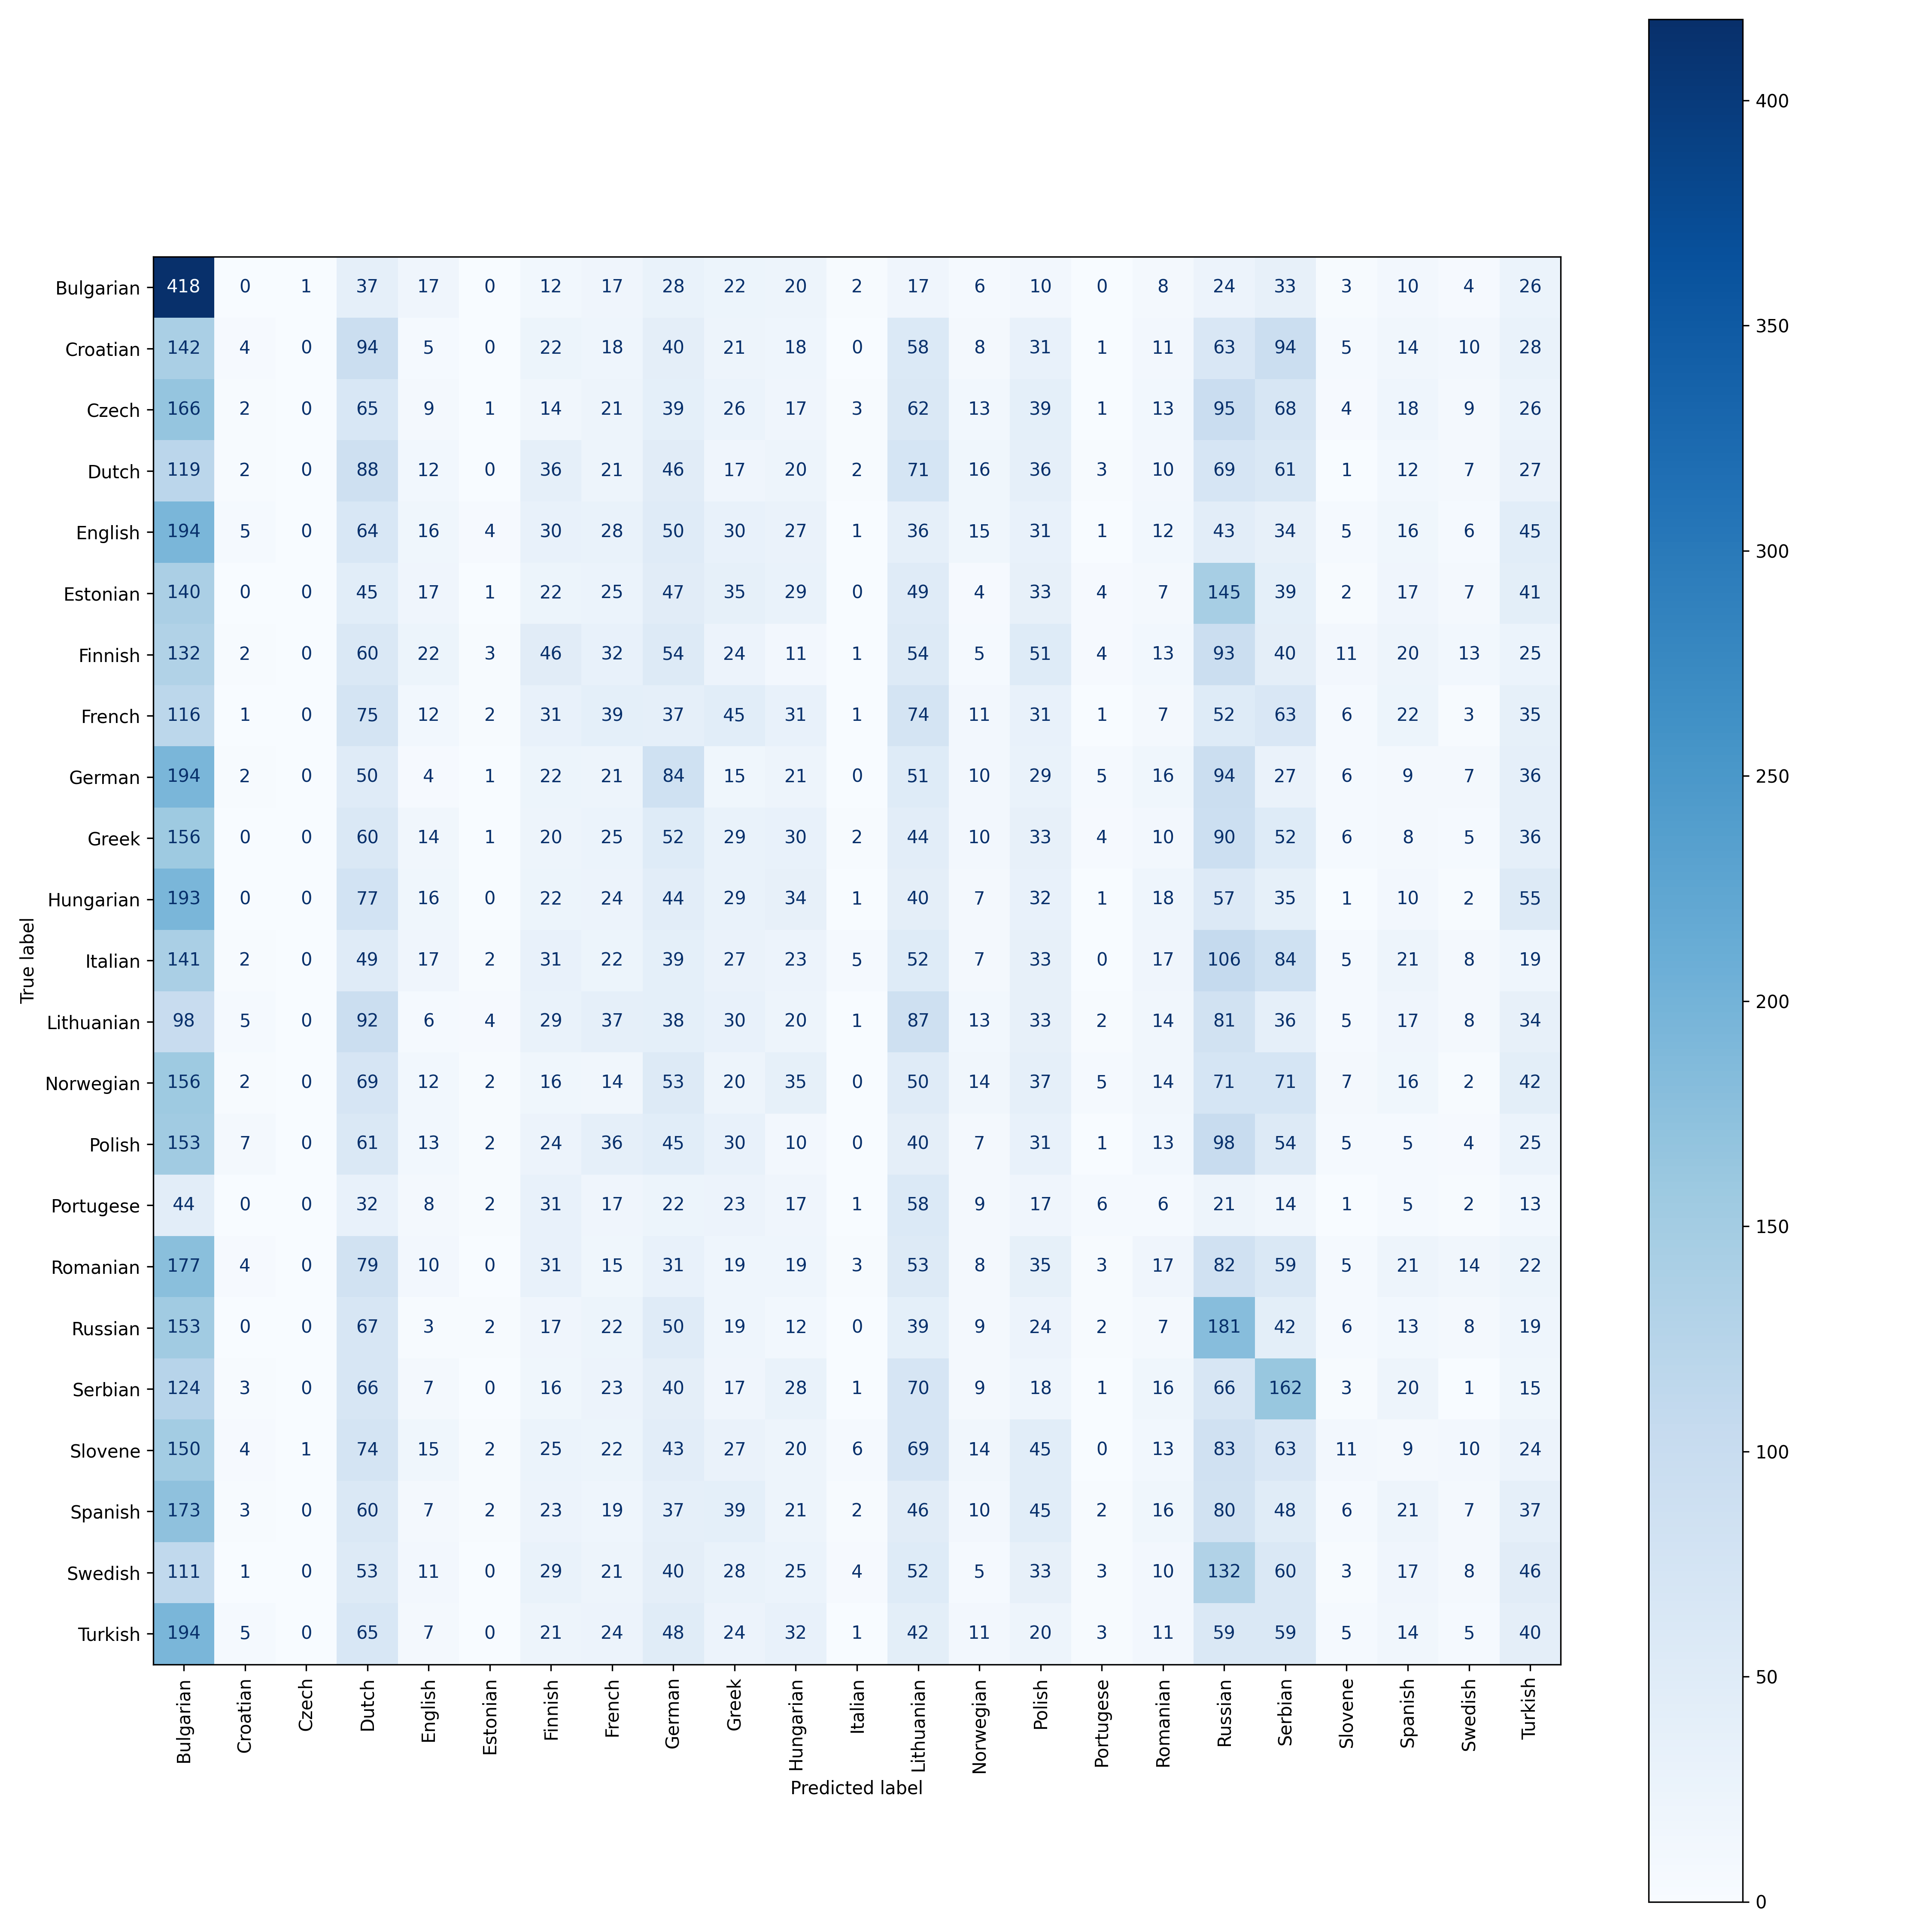 400
350
300
250
200
150
100
50
0
True label
Bulgarian 418 0 1 37 17 0 12 17 28 22 20 2 17 6 10 0 8 24 33 3 10 4 26
Croatian 142 4 0 94 5 0 22 18 40 21 18 0 58 8 31 1 11 63 94 5 14 10 28
Czech 166 2 0 65 9 1 14 21 39 26 17 3 62 13 39 1 13 95 68 4 18 9 26
Dutch 119 2 0 88 12 0 36 21 46 17 20 2 71 16 36 3 10 69 61 1 12 7 27
English 194 5 0 64 16 4 30 28 50 30 27 1 36 15 31 1 12 43 34 5 16 6 45
Estonian 140 0 0 45 17 1 22 25 47 35 29 0 49 4 33 4 7 145 39 2 17 7 41
Finnish 132 2 0 60 22 3 46 32 54 24 11 1 54 5 51 4 13 93 40 11 20 13 25
French 116 1 0 75 12 2 31 39 37 45 31 1 74 11 31 1 7 52 63 6 22 3 35
German 194 2 0 50 4 1 22 21 84 15 21 0 51 10 29 5 16 94 27 6 9 7 36
Greek 156 0 0 60 14 1 20 25 52 29 30 2 44 10 33 4 10 90 52 6 8 5 36
Hungarian 193 0 0 77 16 0 22 24 44 29 34 1 40 7 32 1 18 57 35 1 10 2 55
Italian 141 2 0 49 17 2 31 22 39 27 23 5 52 7 33 0 17 106 84 5 21 8 19
Lithuanian 98 5 0 92 6 4 29 37 38 30 20 1 87 13 33 2 14 81 36 5 17 8 34
Norwegian 156 2 0 69 12 2 16 14 53 20 35 0 50 14 37 5 14 71 71 7 16 2 42
Polish 153 7 0 61 13 2 24 36 45 30 10 0 40 7 31 1 13 98 54 5 5 4 25
Portugese 44 0 0 32 8 2 31 17 22 23 17 1 58 9 17 6 6 21 14 1 5 2 13
Romanian 177 4 0 79 10 0 31 15 31 19 19 3 53 8 35 3 17 82 59 5 21 14 22
Russian 153 0 0 67 3 2 17 22 50 19 12 0 39 9 24 2 7 181 42 6 13 8 19
Serbian 124 3 0 66 7 0 16 23 40 17 28 1 70 9 18 1 16 66 162 3 20 1 15
Slovene 150 4 1 74 15 2 25 22 43 27 20 6 69 14 45 0 13 83 63 11 9 10 24
Spanish 173 3 0 60 7 2 23 19 37 39 21 2 46 10 45 2 16 80 48 6 21 7 37
Swedish 111 1 0 53 11 0 29 21 40 28 25 4 52 5 33 3 10 132 60 3 17 8 46
Turkish 194 5 0 65 7 0 21 24 48 24 32 1 42 11 20 3 11 59 59 5 14 5 40
Bulgarian Croatian Czech Dutch English Estonian Finnish French German Greek Hungarian Italian Lithuanian Norwegian Polish Portugese Romanian Russian Serbian Slovene Spanish Swedish Turkish
Predicted label